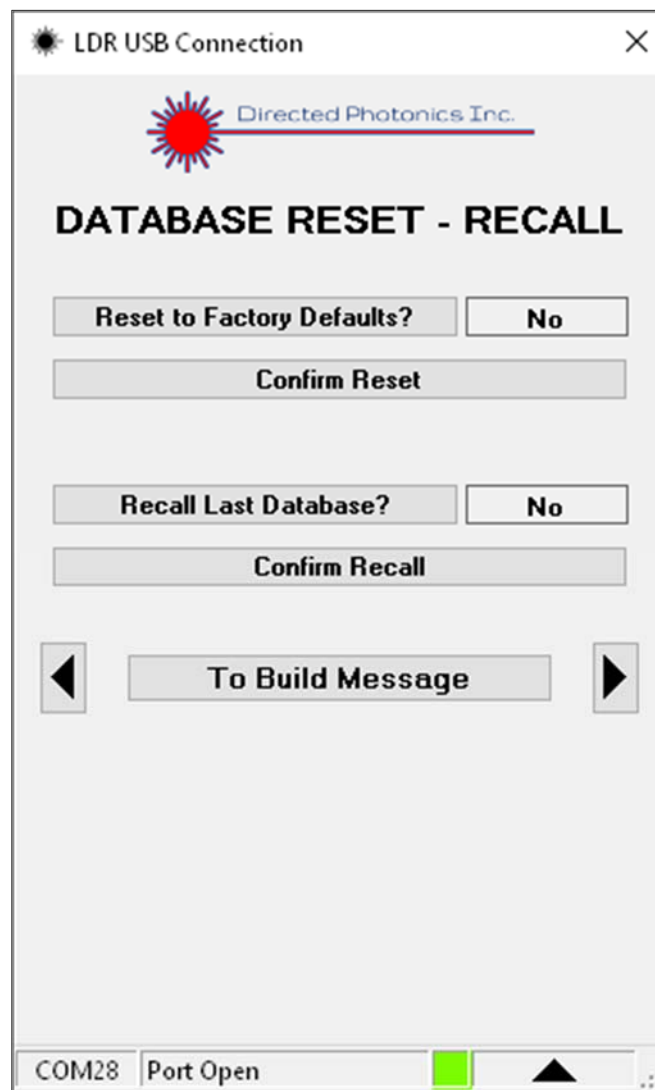 LDR USB Connection
Directed Photonics Inc.
DATABASE RESET - RECALL
Reset to Factory Defaults? No
Confirm Reset
Recall Last Database? No
Confirm Recall
To Build Message
COM28 Port Open